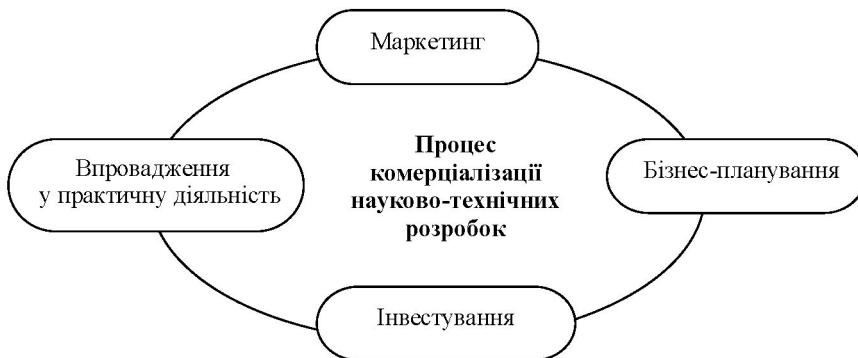 Маркетинг
Впровадження
у практичну діяльність
Процес
комерціалізації
науково-технічних
розробок
Бізнес-планування
Інвестування